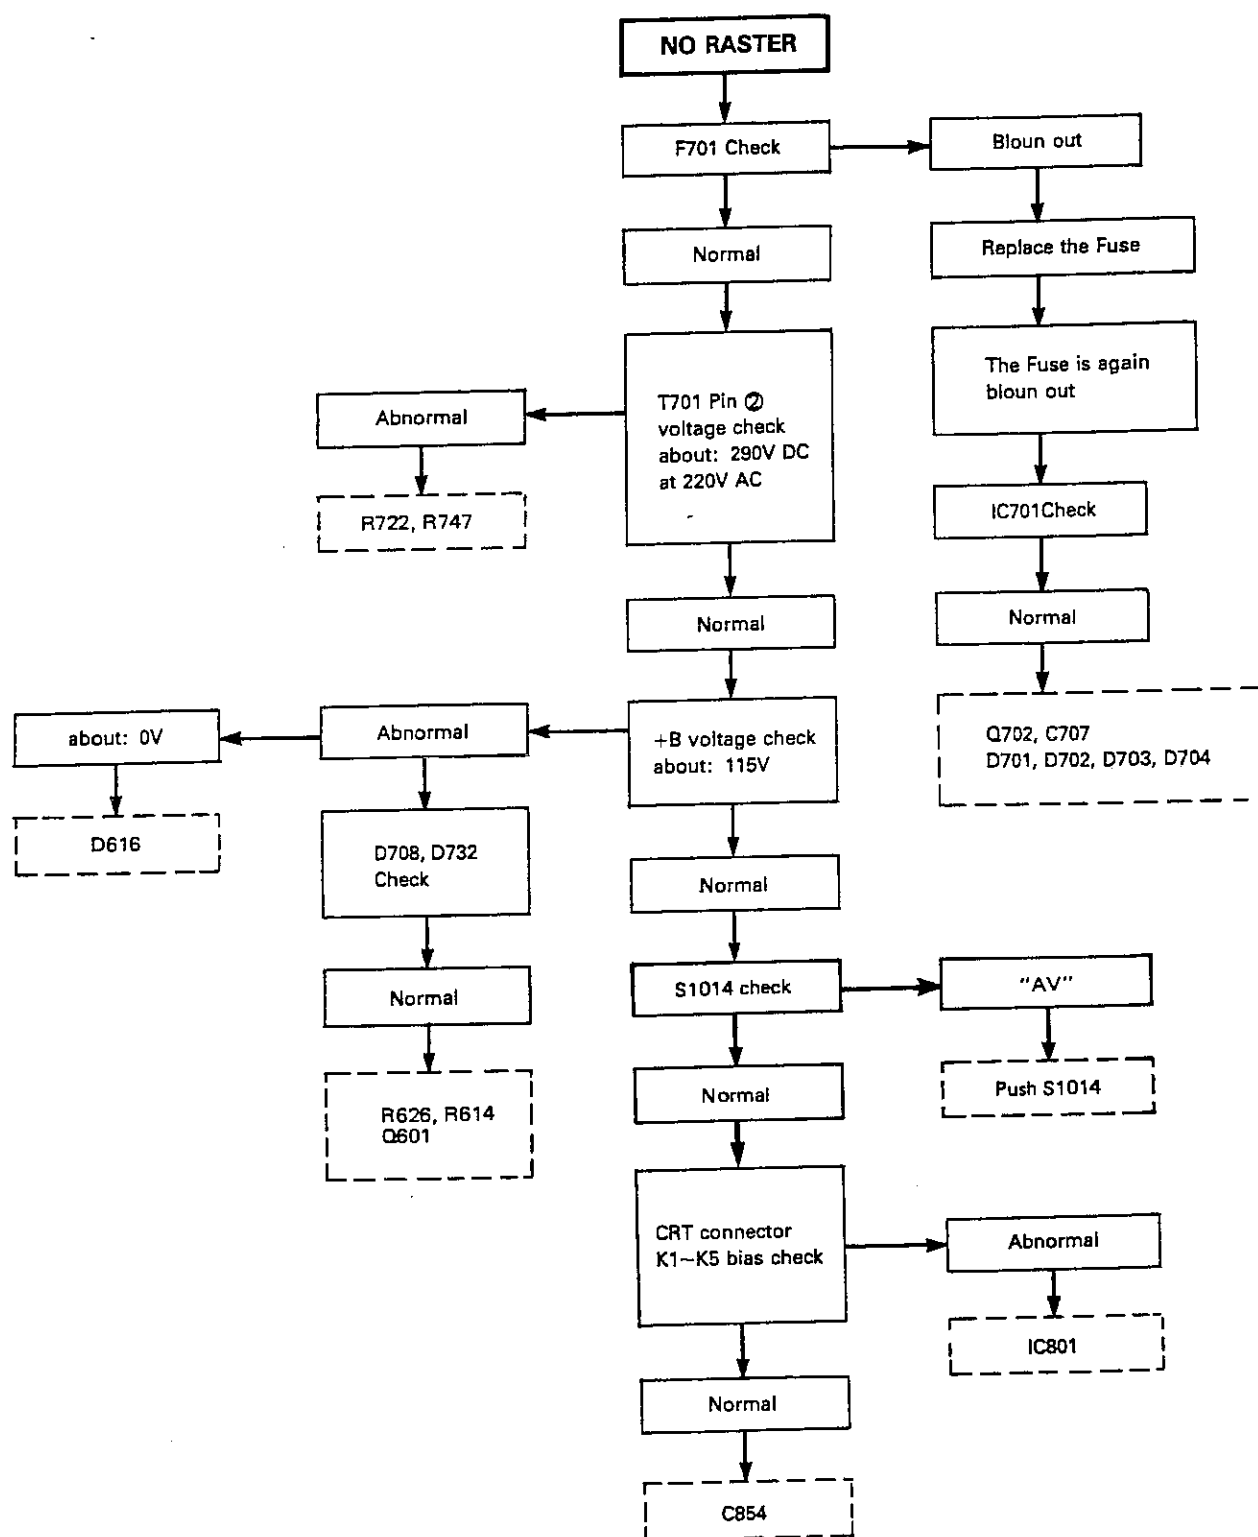 NO RASTER
F701 Check
Bloun out
Normal
Replace the Fuse
T701 Pin ②
voltage check
about: 290V DC
at 220V AC
The Fuse is again
bloun out
Abnormal
R722, R747
IC701Check
Normal
Normal
Q702, C707
D701, D702, D703, D704
+B voltage check
about: 115V
Abnormal
about: 0V
D616
D708, D732
Check
Normal
S1014 check
"AV"
Normal
R626, R614
Q601
Normal
Push S1014
CRT connector
K1~K5 bias check
Abnormal
IC801
Normal
C854